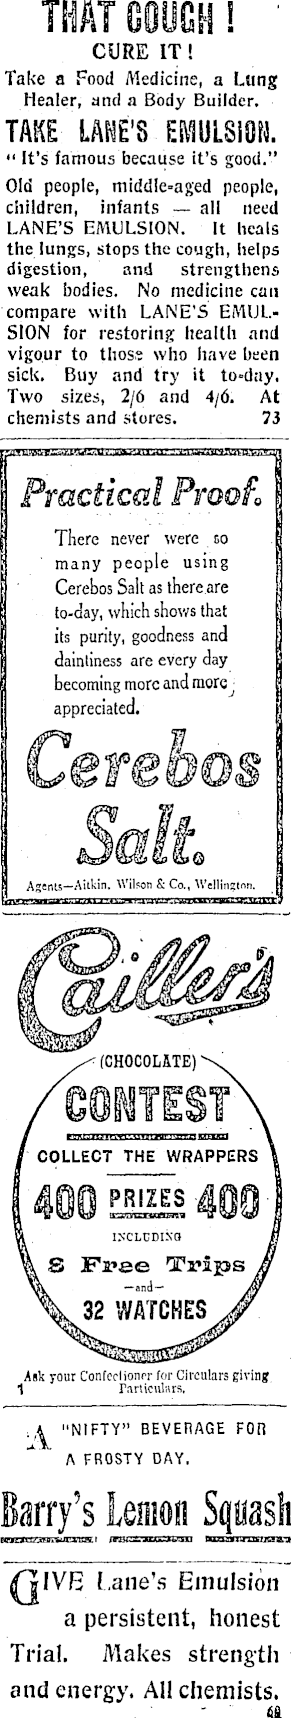 THAT COUGH !
CURE IT!
Take a Food Medicine, a Lung
Healer, and a Body Builder.
TAKE LANE'S EMULSION.
"It's famous because it's good."
Old people, middle-aged people,
children, infants — all need
LANE'S EMULSION. It heals
the lungs, stops the cough, helps
digestion, and strengthens
weak bodies. No medicine can
compare with LANE'S EMUL-
SION for restoring health and
vigour to those who have been
sick. Buy and try it to-day.
Two sizes, 2/6 and 4/6. At
chemists and stores. 73
Practical Proof.
There never were so
many people using
Cerebos Salt as there are
to-day, which shows that
its purity, goodness and
daintiness are every day
becoming more and more
appreciated.
Cerebos
Salt.
Agents—Aitkin, Wilson & Co., Wellington.
Cailler's
(CHOCOLATE)
CONTEST
COLLECT THE WRAPPERS
400 PRIZES 400
INCLUDING
8 Free Trips
—and—
32 WATCHES
Ask your Confectioner for Circulars giving
1 Particulars.
A "NIFTY" BEVERAGE FOR
A FROSTY DAY.
Barry's Lemon Squash
GIVE Lane's Emulsion
a persistent, honest
Trial. Makes strength
and energy. All chemists.